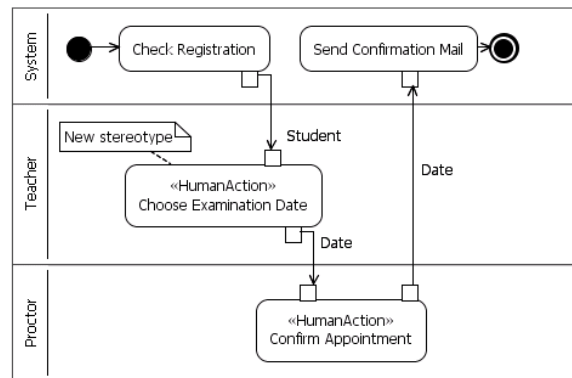 System
Check Registration
Send Confirmation Mail
Student
Teacher
New stereotype
«HumanAction»
Choose Examination Date
Date
Date
Proctor
«HumanAction»
Confirm Appointment